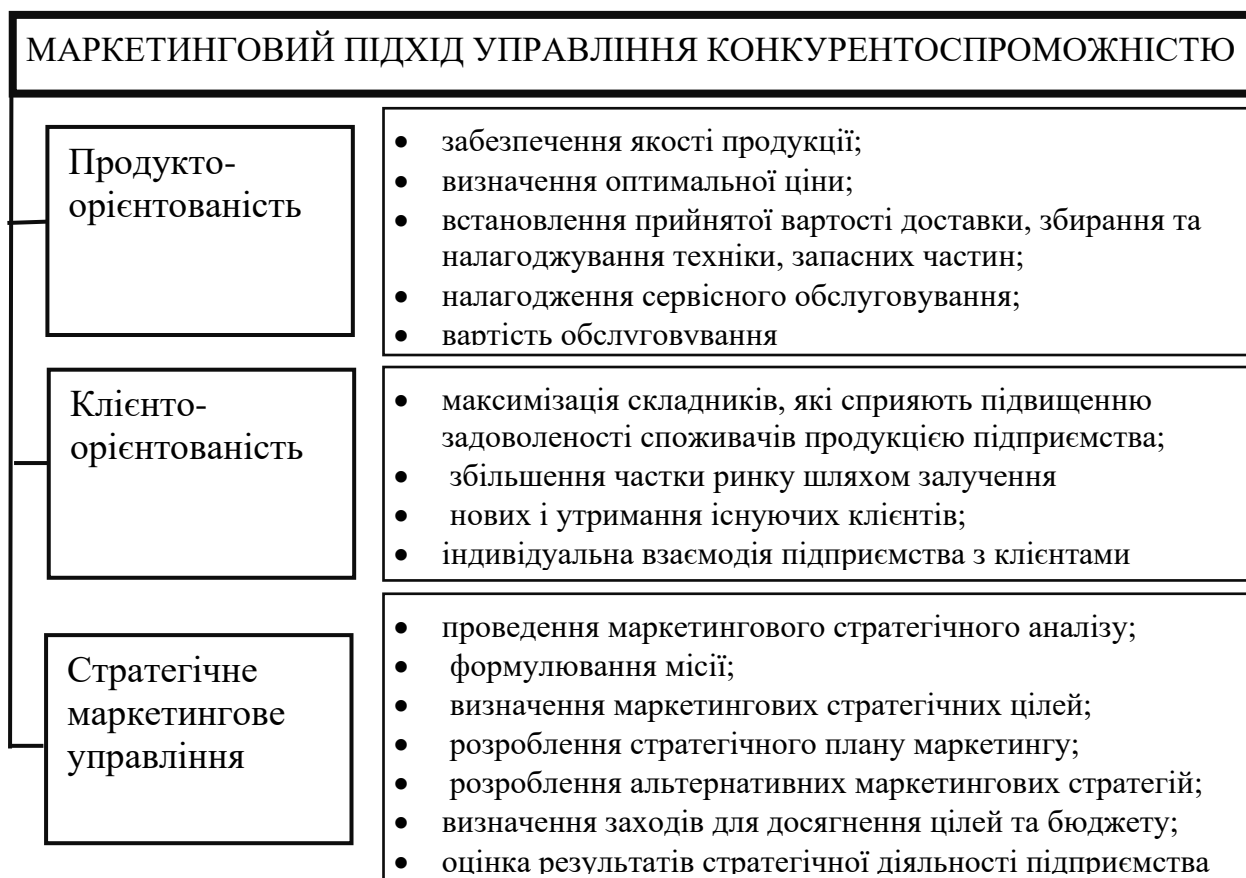 МАРКЕТИНГОВИЙ ПІДХІД УПРАВЛІННЯ КОНКУРЕНТОСПРОМОЖНІСТЮ
Продукто-
орієнтованість
• забезпечення якості продукції;
• визначення оптимальної ціни;
• встановлення прийнятої вартості доставки, збирання та
налагоджування техніки, запасних частин;
• налагодження сервісного обслуговування;
• вартість обслуговування
Клієнто-
орієнтованість
• максимізація складників, які сприяють підвищенню
задоволеності споживачів продукцією підприємства;
• збільшення частки ринку шляхом залучення
• нових і утримання існуючих клієнтів;
• індивідуальна взаємодія підприємства з клієнтами
Стратегічне
маркетингове
управління
• проведення маркетингового стратегічного аналізу;
• формулювання місії;
• визначення маркетингових стратегічних цілей;
• розроблення стратегічного плану маркетингу;
• розроблення альтернативних маркетингових стратегій;
• визначення заходів для досягнення цілей та бюджету;
• оцінка результатів стратегічної діяльності підприємства